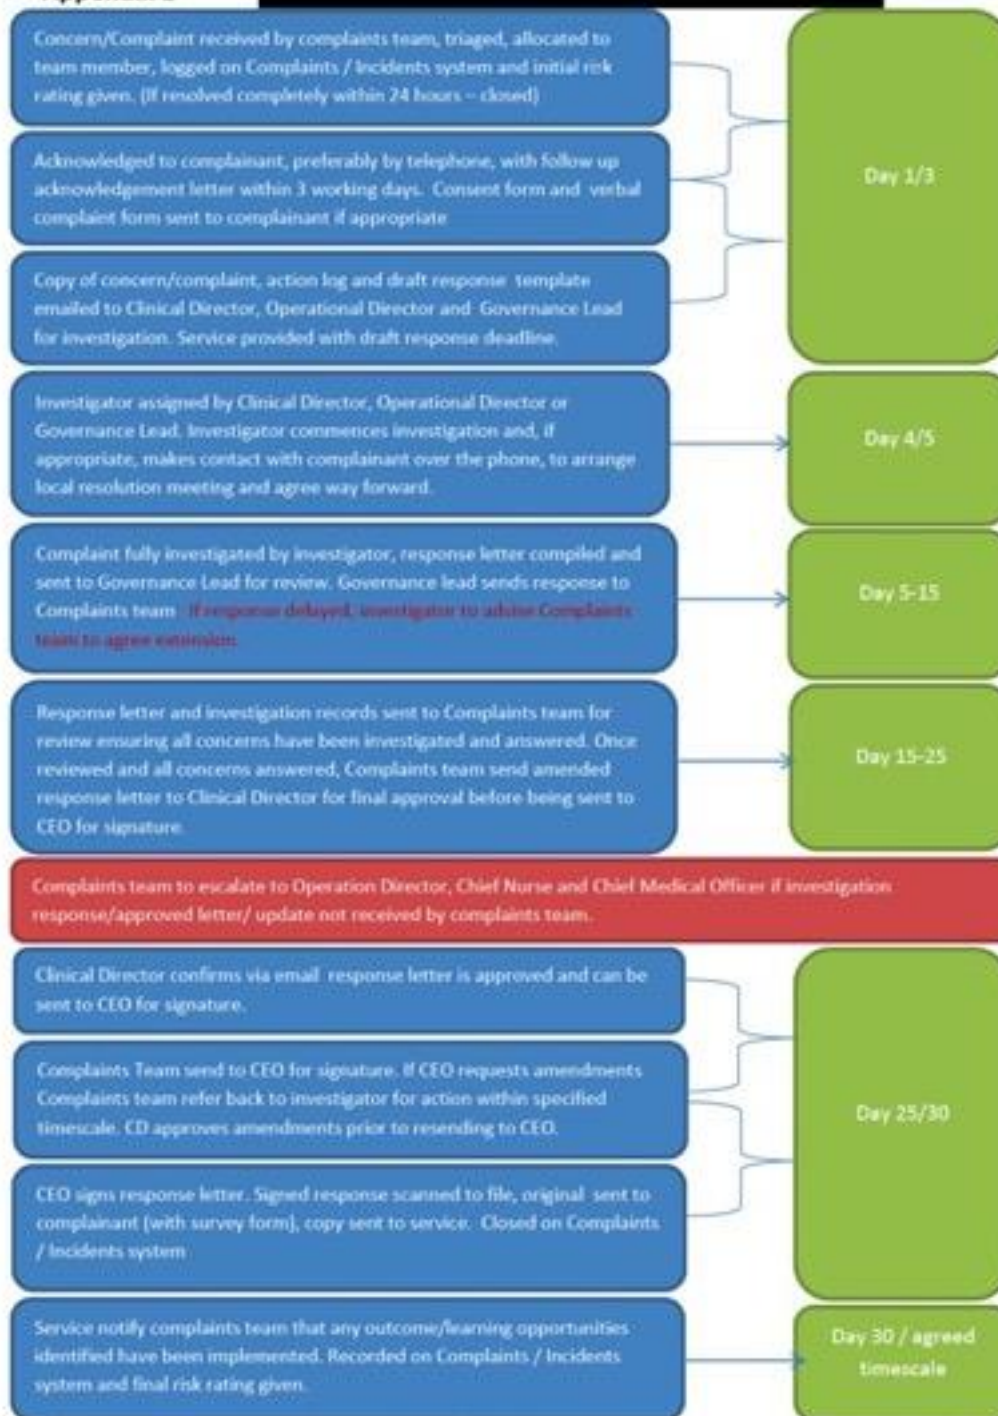 Concern/Complaint received by complaints team, triaged, allocated to
team member, logged on Complaints / Incidents system and initial risk
rating given. (If resolved completely within 24 hours – closed)
Acknowledged to complainant, preferably by telephone, with follow up
acknowledgement letter within 3 working days. Consent form and verbal
complaint form sent to complainant if appropriate
Day 1/3
Copy of concern/complaint, action log and draft response template
emailed to Clinical Director, Operational Director and Governance Lead
for investigation. Service provided with draft response deadline.
Investigator assigned by Clinical Director, Operational Director or
Governance Lead. Investigator commences investigation and, if
appropriate, makes contact with complainant over the phone, to arrange
local resolution meeting and agree way forward.
Day 4/5
Complaint fully investigated by investigator, response letter compiled and
sent to Governance Lead for review. Governance lead sends response to
Complaints team If response delayed, investigator to advise Complaints
team to agree extension.
Day 5-15
Response letter and investigation records sent to Complaints team for
review ensuring all concerns have been investigated and answered. Once
reviewed and all concerns answered, Complaints team send amended
response letter to Clinical Director for final approval before being sent to
CEO for signature.
Day 15-25
Complaints team to escalate to Operation Director, Chief Nurse and Chief Medical Officer if investigation
response/approved letter/ update not received by complaints team.
Clinical Director confirms via email response letter is approved and can be
sent to CEO for signature.
Complaints Team send to CEO for signature. If CEO requests amendments
Complaints team refer back to investigator for action within specified
timescale. CD approves amendments prior to resending to CEO.
Day 25/30
CEO signs response letter. Signed response scanned to file, original sent to
complainant (with survey form), copy sent to service. Closed on Complaints
/ Incidents system
Service notify complaints team that any outcome/learning opportunities
identified have been implemented. Recorded on Complaints / Incidents
system and final risk rating given.
Day 30 / agreed
timescale